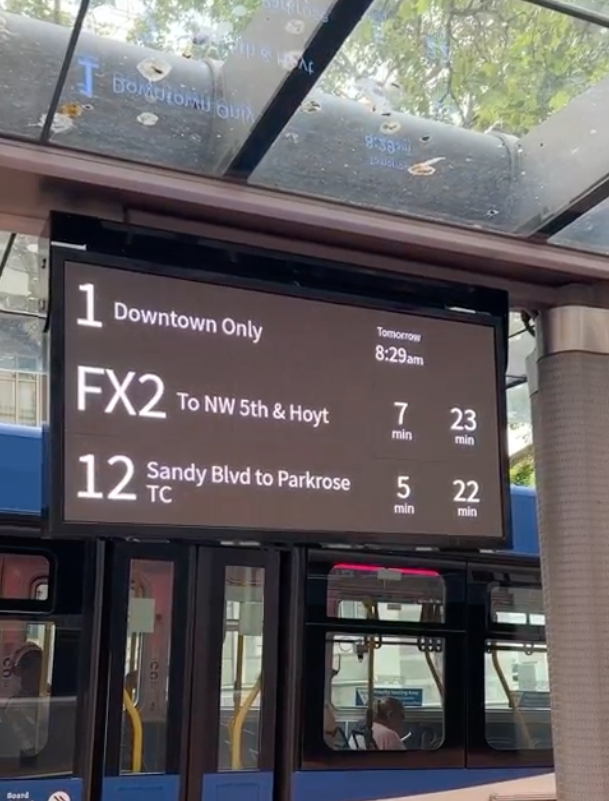 1 Downtown Only
Tomorrow
8:29am
FX2 To NW 5th & Hoyt 7 min 23 min
12 Sandy Blvd to Parkrose TC 5 min 22 min
Board